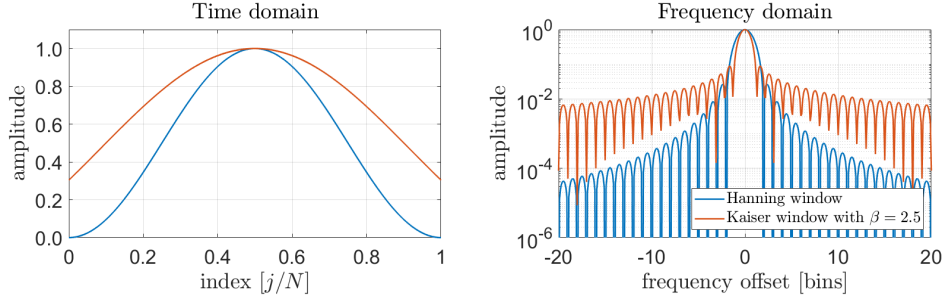 Time domain
1.0
0.8
0.6
0.4
0.2
0.0
amplitude
0 0.2 0.4 0.6 0.8 1
index [j/N]
Frequency domain
10^0
10^-2
10^-4
10^-6
amplitude
Hanning window
Kaiser window with β = 2.5
-20 -10 0 10 20
frequency offset [bins]